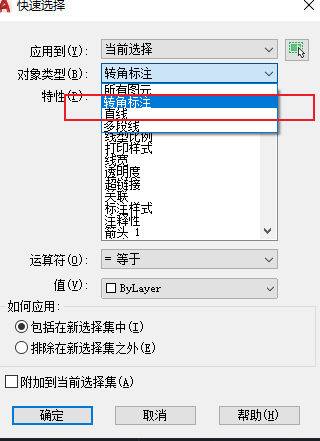 快速选择
应用到(Y): 当前选择
对象类型(B): 转角标注
特性(P):
所有图元
转角标注
直线
多段线
线型比例
打印样式
线宽
透明度
超链接
关联
标注样式
注释性
箭头 1
运算符(O): = 等于
值(V): ByLayer
如何应用:
包括在新选择集中(I)
排除在新选择集之外(E)
附加到当前选择集(A)
确定 取消 帮助(H)